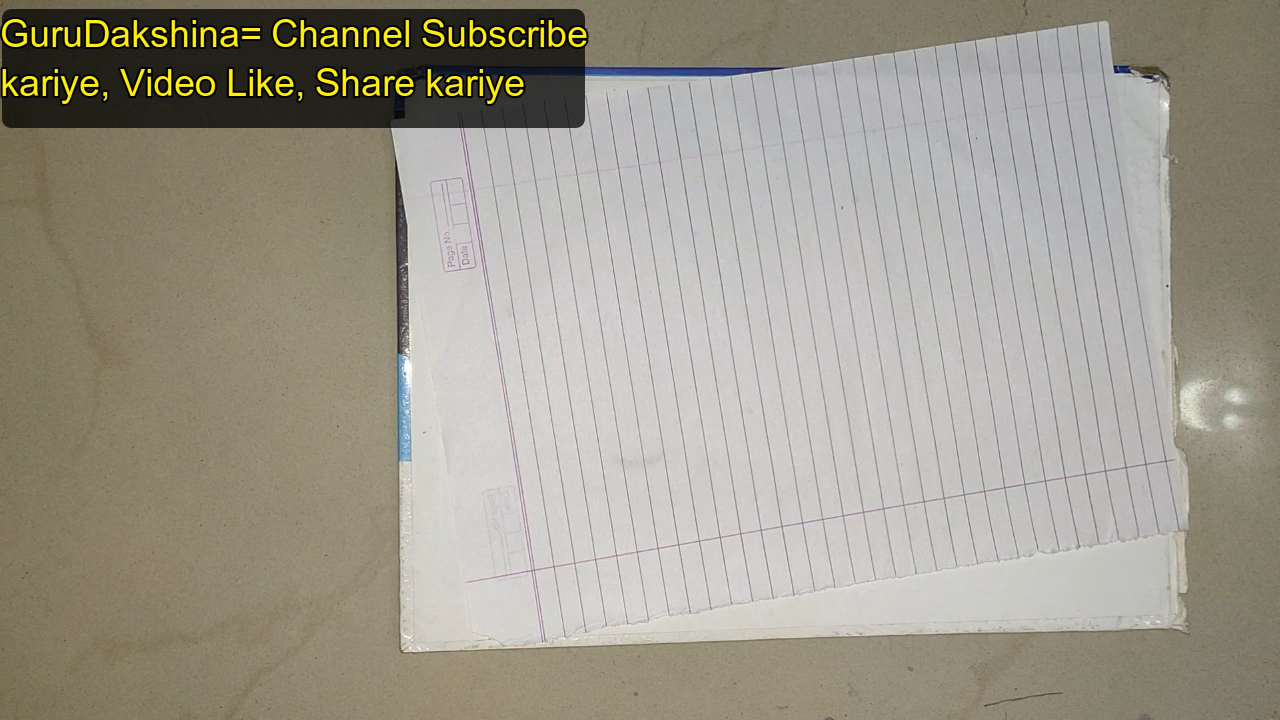 GuruDakshina= Channel Subscribe
kariye, Video Like, Share kariye
Page No.
Date